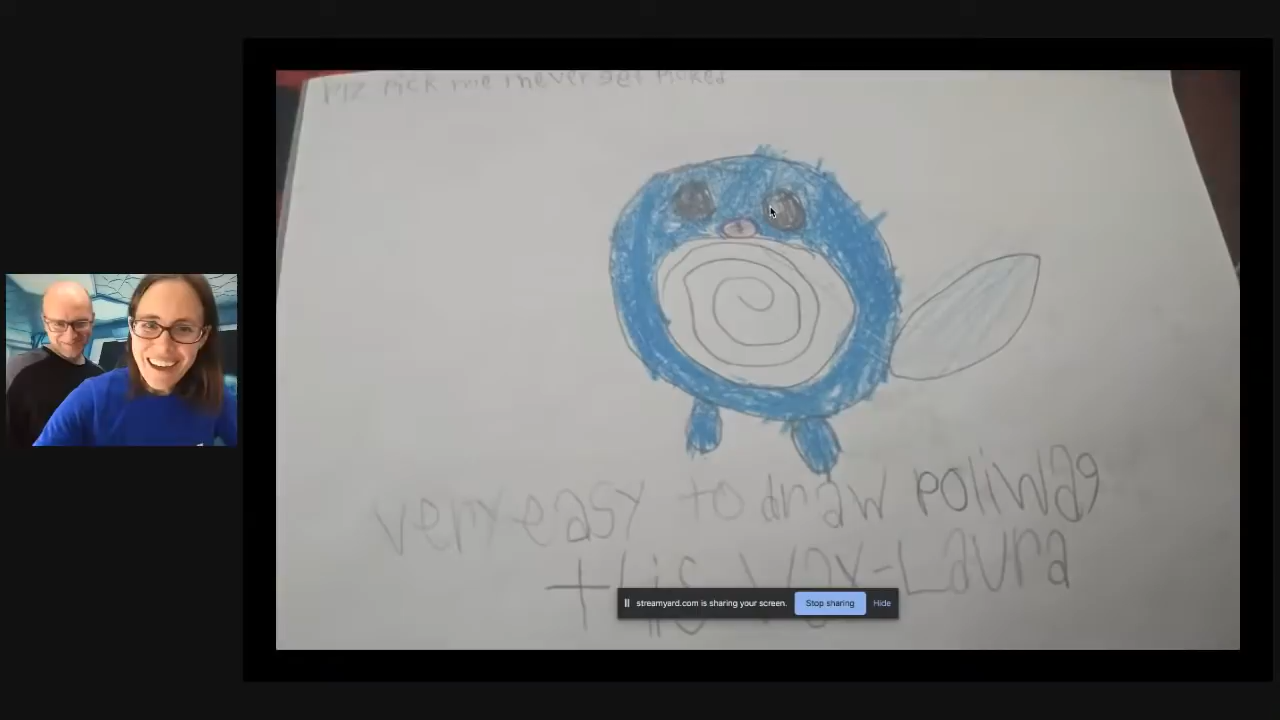 Plz Pick me I never get Picked
very easy to draw poliwag
this way-Laura
streamyard.com is sharing your screen. Stop sharing Hide